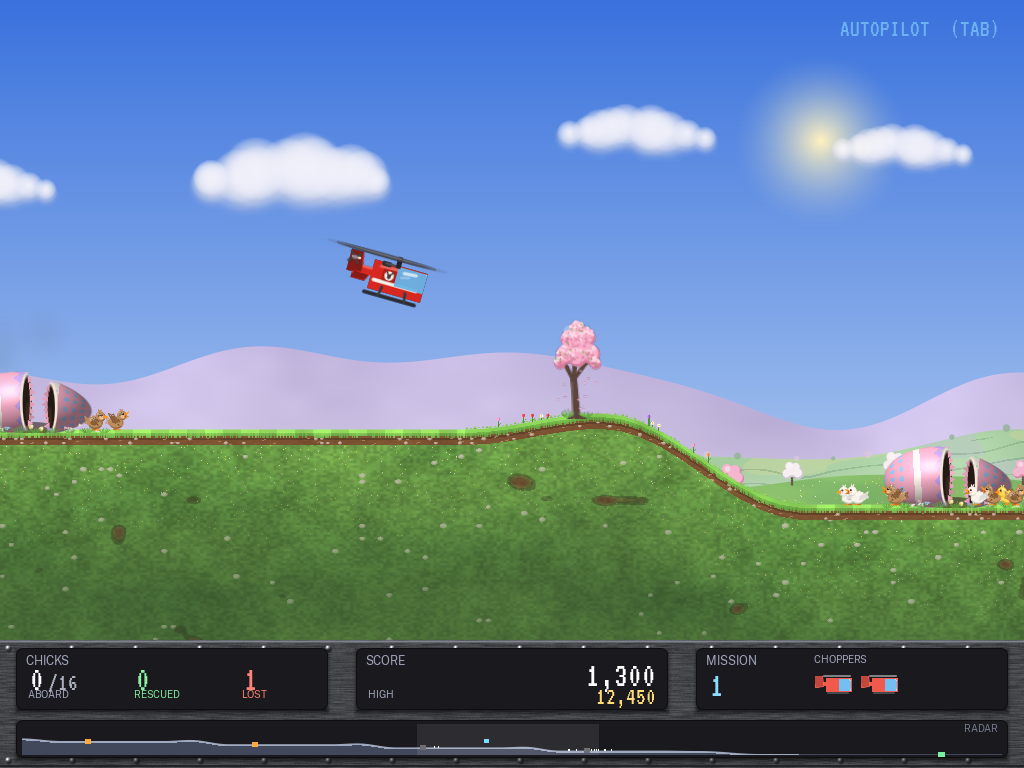 AUTOPILOT (TAB)
CHICKS
0 /16
ABOARD
0
RESCUED
1
LOST
SCORE
1,300
HIGH
12,450
MISSION
1
CHOPPERS
RADAR